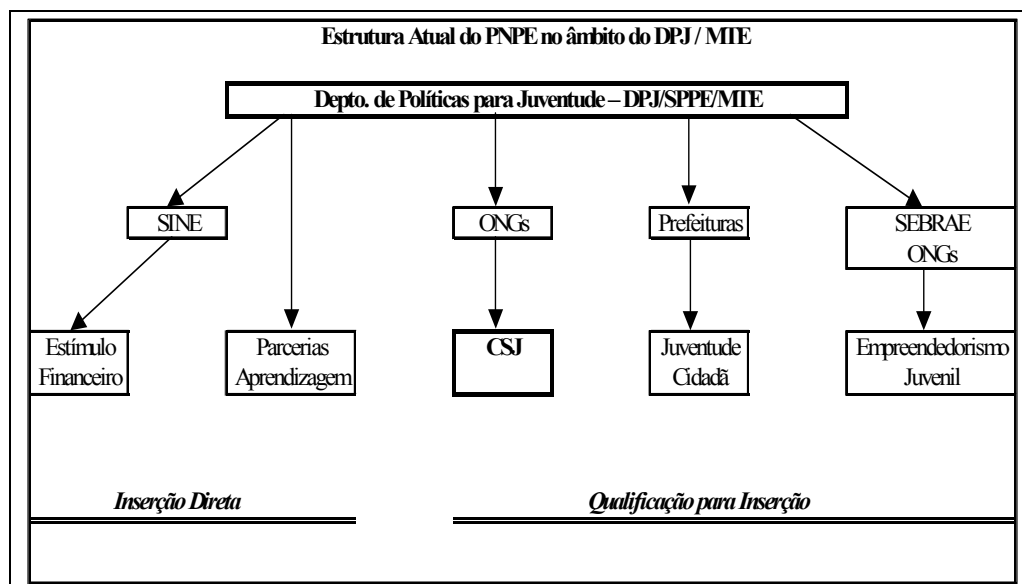 Estrutura Atual do PNPE no âmbito do DPJ / MTE
Depto. de Políticas para Juventude – DPJ/SPPE/MTE
SINE
ONGs
Prefeituras
SEBRAE
ONGs
Estímulo
Financeiro
Parcerias
Aprendizagem
CSJ
Juventude
Cidadã
Empreendedorismo
Juvenil
Inserção Direta
Qualificação para Inserção